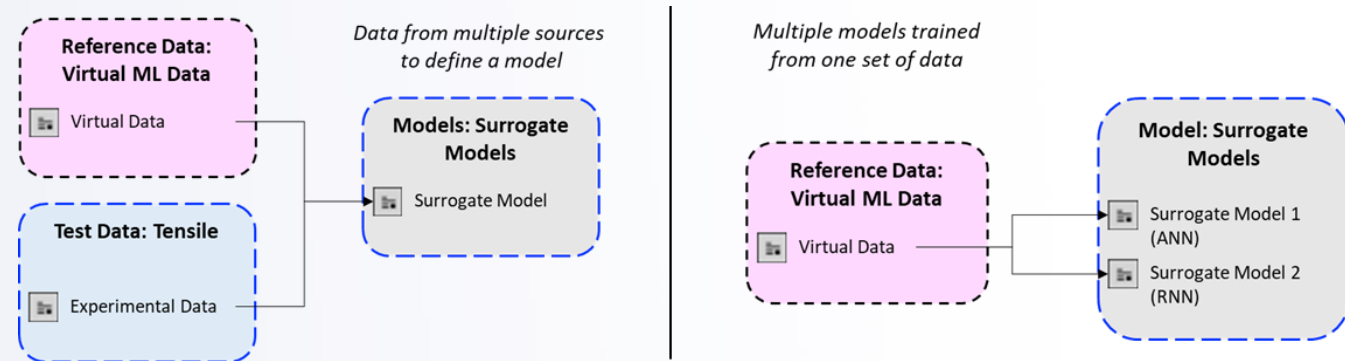 Reference Data:
Virtual ML Data
Virtual Data
Test Data: Tensile
Experimental Data
Data from multiple sources
to define a model
Models: Surrogate
Models
Surrogate Model
Multiple models trained
from one set of data
Reference Data:
Virtual ML Data
Virtual Data
Model: Surrogate
Models
Surrogate Model 1
(ANN)
Surrogate Model 2
(RNN)